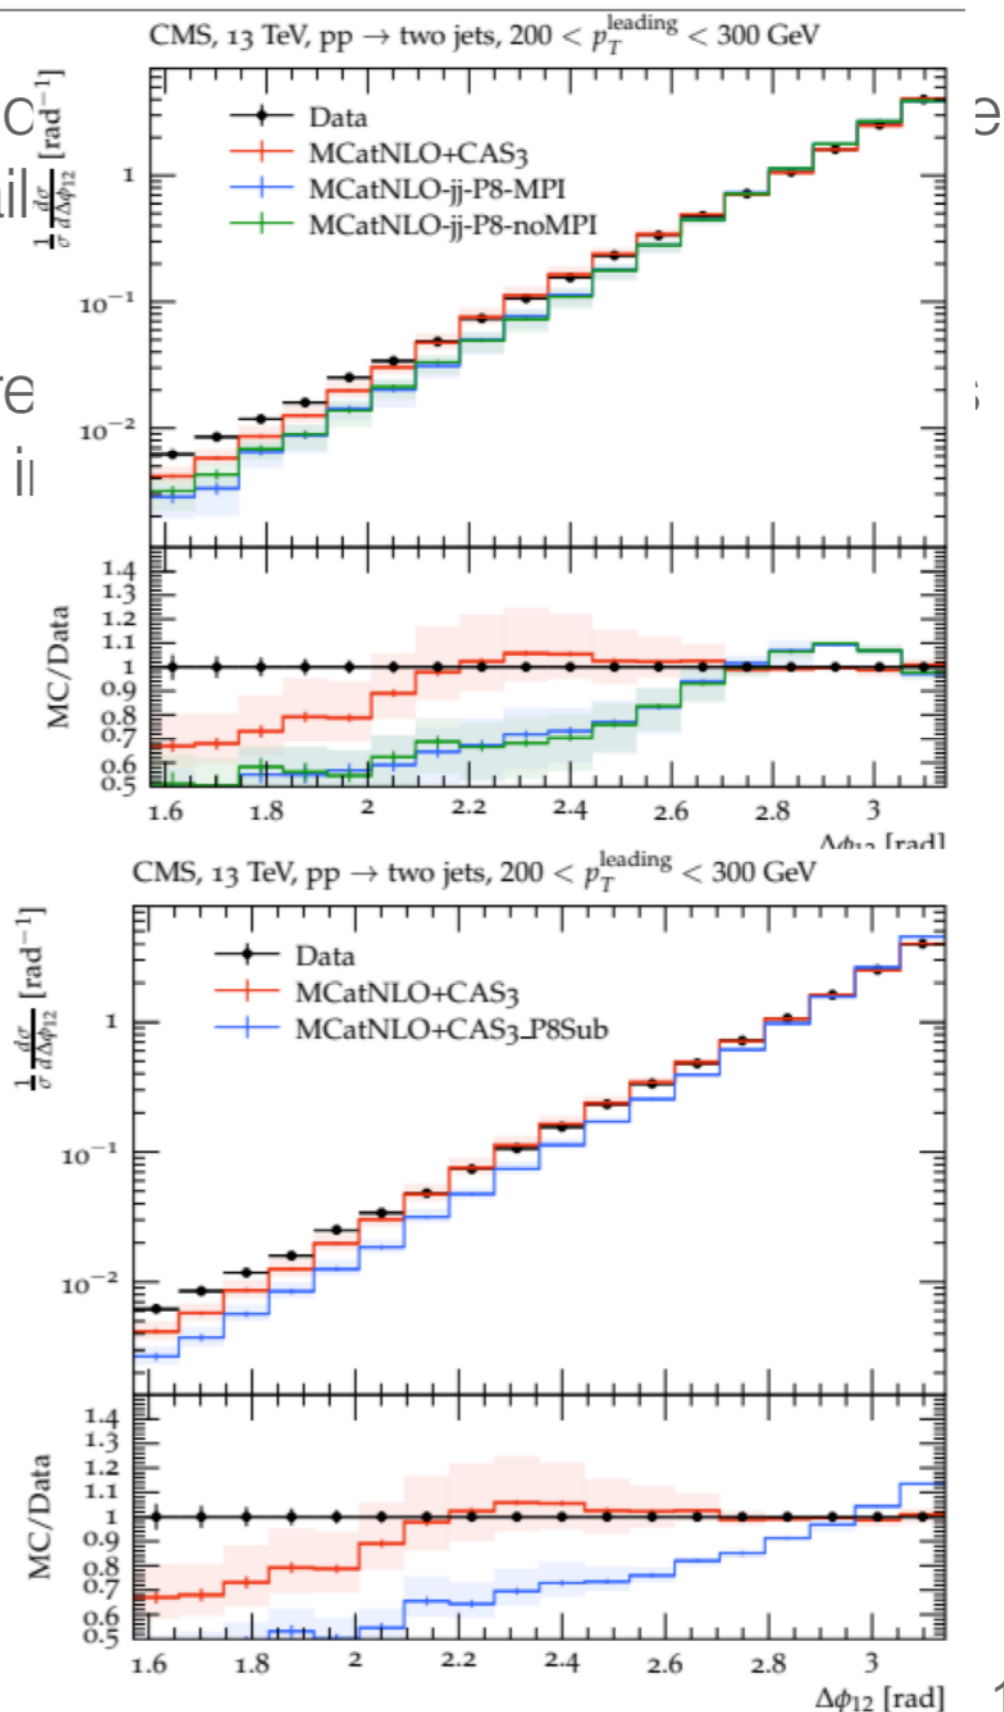 CMS, 13 TeV, pp → two jets, 200 < p_T^leading < 300 GeV
1/σ dσ/dΔϕ12 [rad−1]
Data
MCatNLO+CAS3
MCatNLO-jj-P8-MPI
MCatNLO-jj-P8-noMPI
1
10−1
10−2
MC/Data
1.4
1.3
1.2
1.1
1
0.9
0.8
0.7
0.6
0.5
1.6 1.8 2 2.2 2.4 2.6 2.8 3
Δϕ12 [rad]
CMS, 13 TeV, pp → two jets, 200 < p_T^leading < 300 GeV
1/σ dσ/dΔϕ12 [rad−1]
Data
MCatNLO+CAS3
MCatNLO+CAS3_P8Sub
1
10−1
10−2
MC/Data
1.4
1.3
1.2
1.1
1
0.9
0.8
0.7
0.6
0.5
1.6 1.8 2 2.2 2.4 2.6 2.8 3
Δϕ12 [rad]